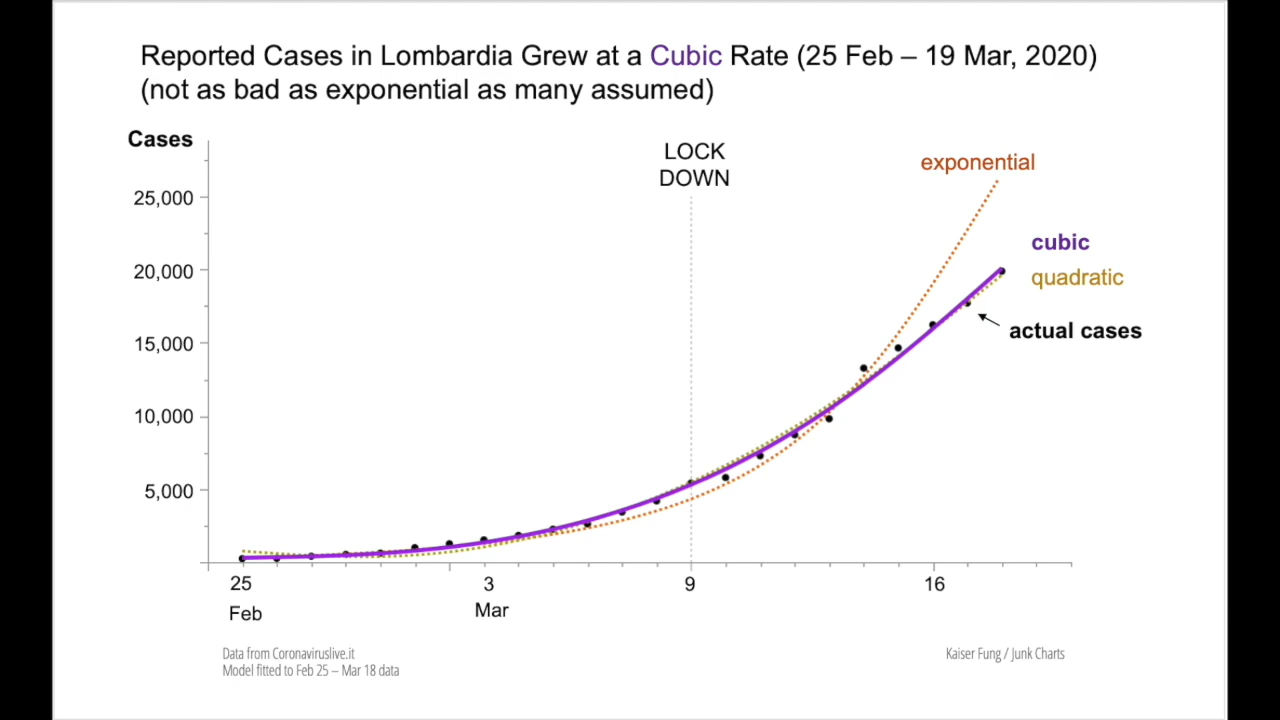 Reported Cases in Lombardia Grew at a Cubic Rate (25 Feb – 19 Mar, 2020)
(not as bad as exponential as many assumed)
Cases
LOCK
DOWN
exponential
25,000
cubic
20,000
quadratic
actual cases
15,000
10,000
5,000
25
3
9
16
Feb
Mar
Data from Coronaviruslive.it
Kaiser Fung / Junk Charts
Model fitted to Feb 25 – Mar 18 data